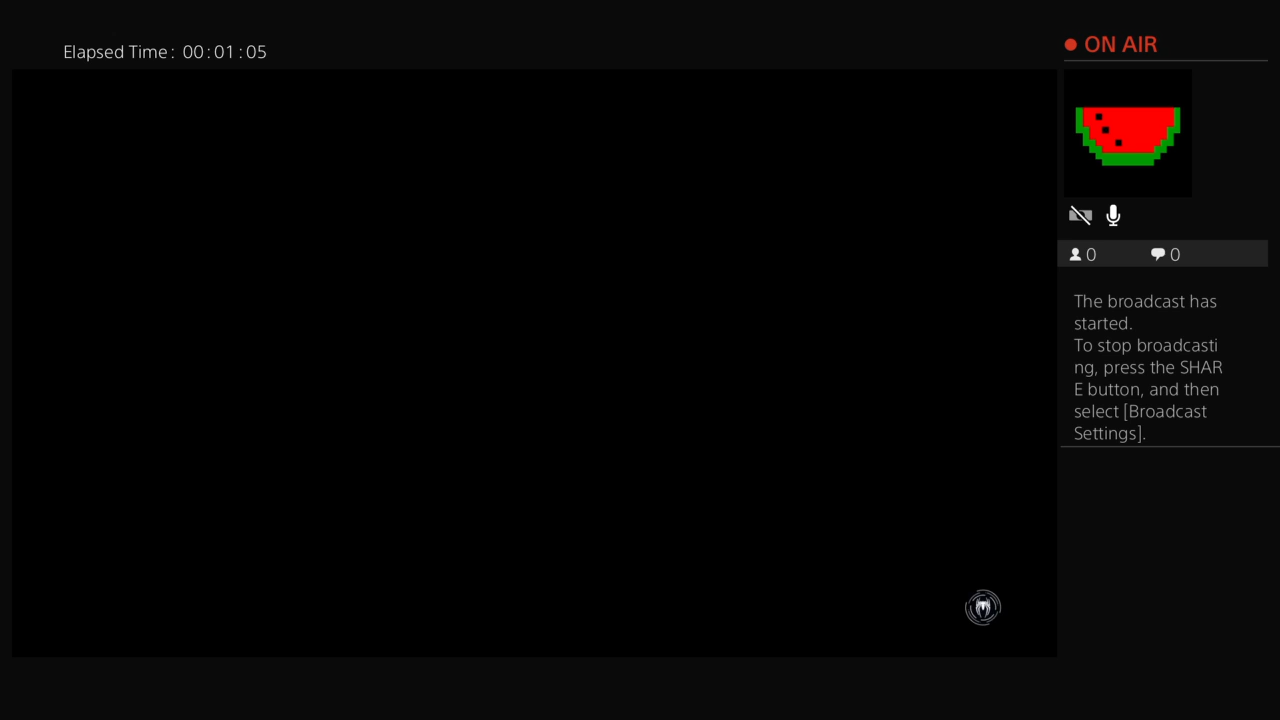 Elapsed Time: 00:01:05
ON AIR
0
0
The broadcast has
started.
To stop broadcasti
ng, press the SHAR
E button, and then
select [Broadcast
Settings].